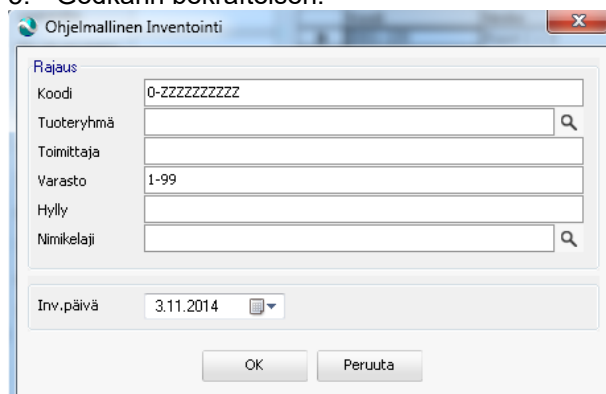 Ohjelmallinen Inventointi
Rajaus
Koodi 0-ZZZZZZZZZZ
Tuoteryhmä
Toimittaja
Varasto 1-99
Hylly
Nimikelaji
Inv.päivä 3.11.2014
OK Peruuta